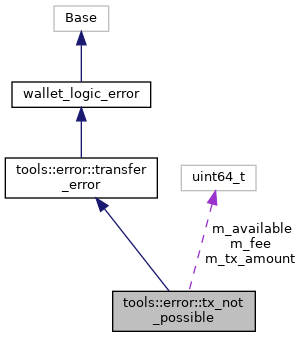 Base
wallet_logic_error
tools::error::transfer
_error
uint64_t
m_available
m_fee
m_tx_amount
tools::error::tx_not
_possible